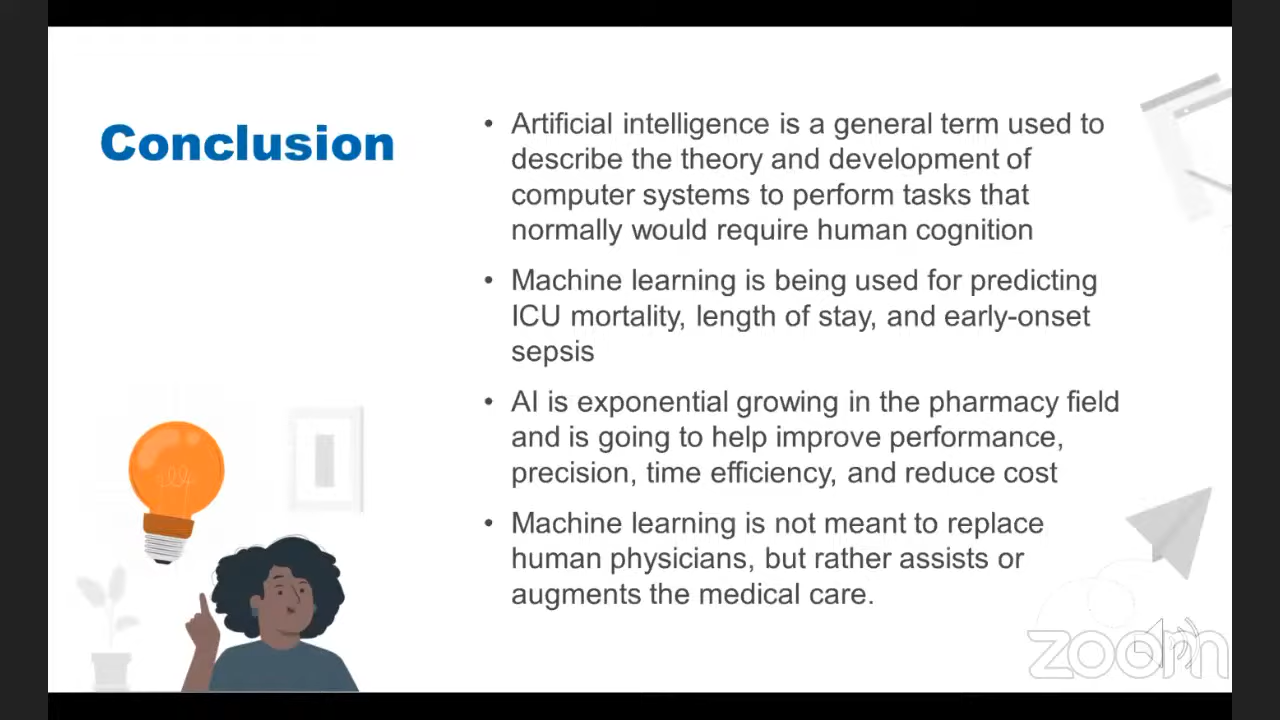 Conclusion
• Artificial intelligence is a general term used to
describe the theory and development of
computer systems to perform tasks that
normally would require human cognition
• Machine learning is being used for predicting
ICU mortality, length of stay, and early-onset
sepsis
• AI is exponential growing in the pharmacy field
and is going to help improve performance,
precision, time efficiency, and reduce cost
• Machine learning is not meant to replace
human physicians, but rather assists or
augments the medical care.
zoom